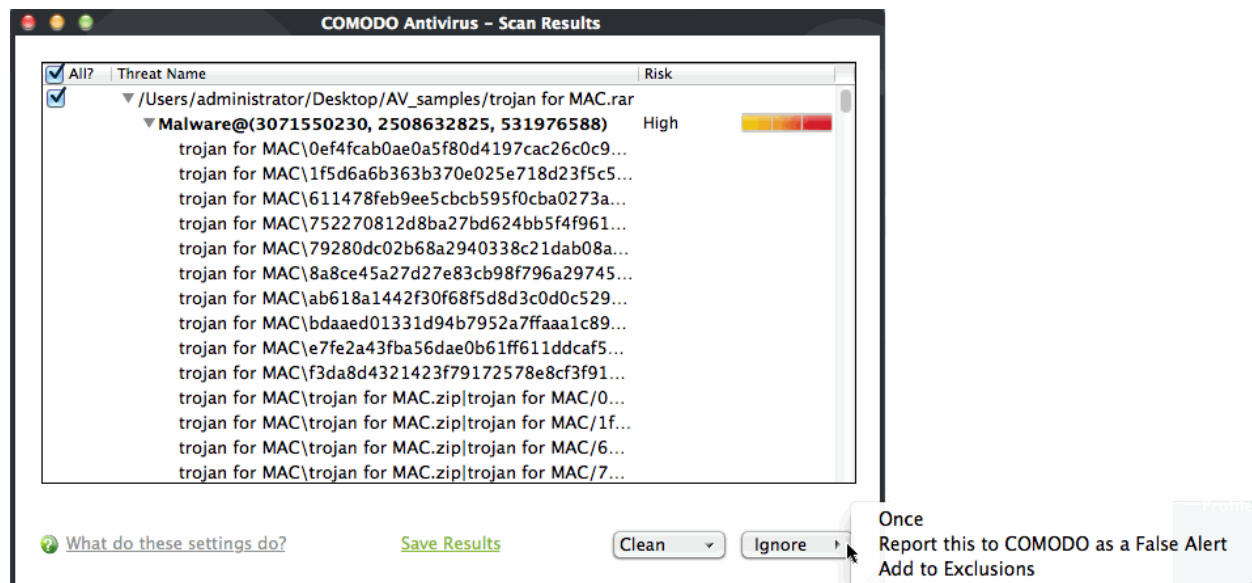 COMODO Antivirus – Scan Results
All? Threat Name Risk
/Users/administrator/Desktop/AV_samples/trojan for MAC.rar
Malware@(3071550230, 2508632825, 531976588) High
trojan for MAC\0ef4fcab0ae0a5f80d4197cac26c0c9...
trojan for MAC\1f5d6a6b363b370e025e718d23f5c5...
trojan for MAC\611478feb9ee5cbcb595f0cba0273a...
trojan for MAC\752270812d8ba27bd624bb5f4f961...
trojan for MAC\79280dc02b68a2940338c21dab08a...
trojan for MAC\8a8ce45a27d27e83cb98f796a29745...
trojan for MAC\ab618a1442f30f68f5d8d3c0d0c529...
trojan for MAC\bdaaed01331d94b7952a7ffaaa1c89...
trojan for MAC\e7fe2a43fba56dae0b61ff611ddcaf5...
trojan for MAC\f3da8d4321423f79172578e8cf3f91...
trojan for MAC\trojan for MAC.zip|trojan for MAC/0...
trojan for MAC\trojan for MAC.zip|trojan for MAC/1f...
trojan for MAC\trojan for MAC.zip|trojan for MAC/6...
trojan for MAC\trojan for MAC.zip|trojan for MAC/7...
What do these settings do? Save Results Clean Ignore
Once
Report this to COMODO as a False Alert
Add to Exclusions